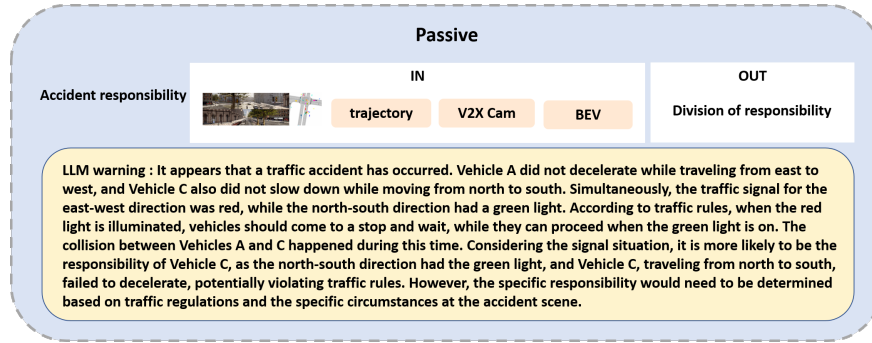 Passive
IN
OUT
Accident responsibility
trajectory
V2X Cam
BEV
Division of responsibility
LLM warning : It appears that a traffic accident has occurred. Vehicle A did not decelerate while traveling from east to
west, and Vehicle C also did not slow down while moving from north to south. Simultaneously, the traffic signal for the
east-west direction was red, while the north-south direction had a green light. According to traffic rules, when the red
light is illuminated, vehicles should come to a stop and wait, while they can proceed when the green light is on. The
collision between Vehicles A and C happened during this time. Considering the signal situation, it is more likely to be the
responsibility of Vehicle C, as the north-south direction had the green light, and Vehicle C, traveling from north to south,
failed to decelerate, potentially violating traffic rules. However, the specific responsibility would need to be determined
based on traffic regulations and the specific circumstances at the accident scene.